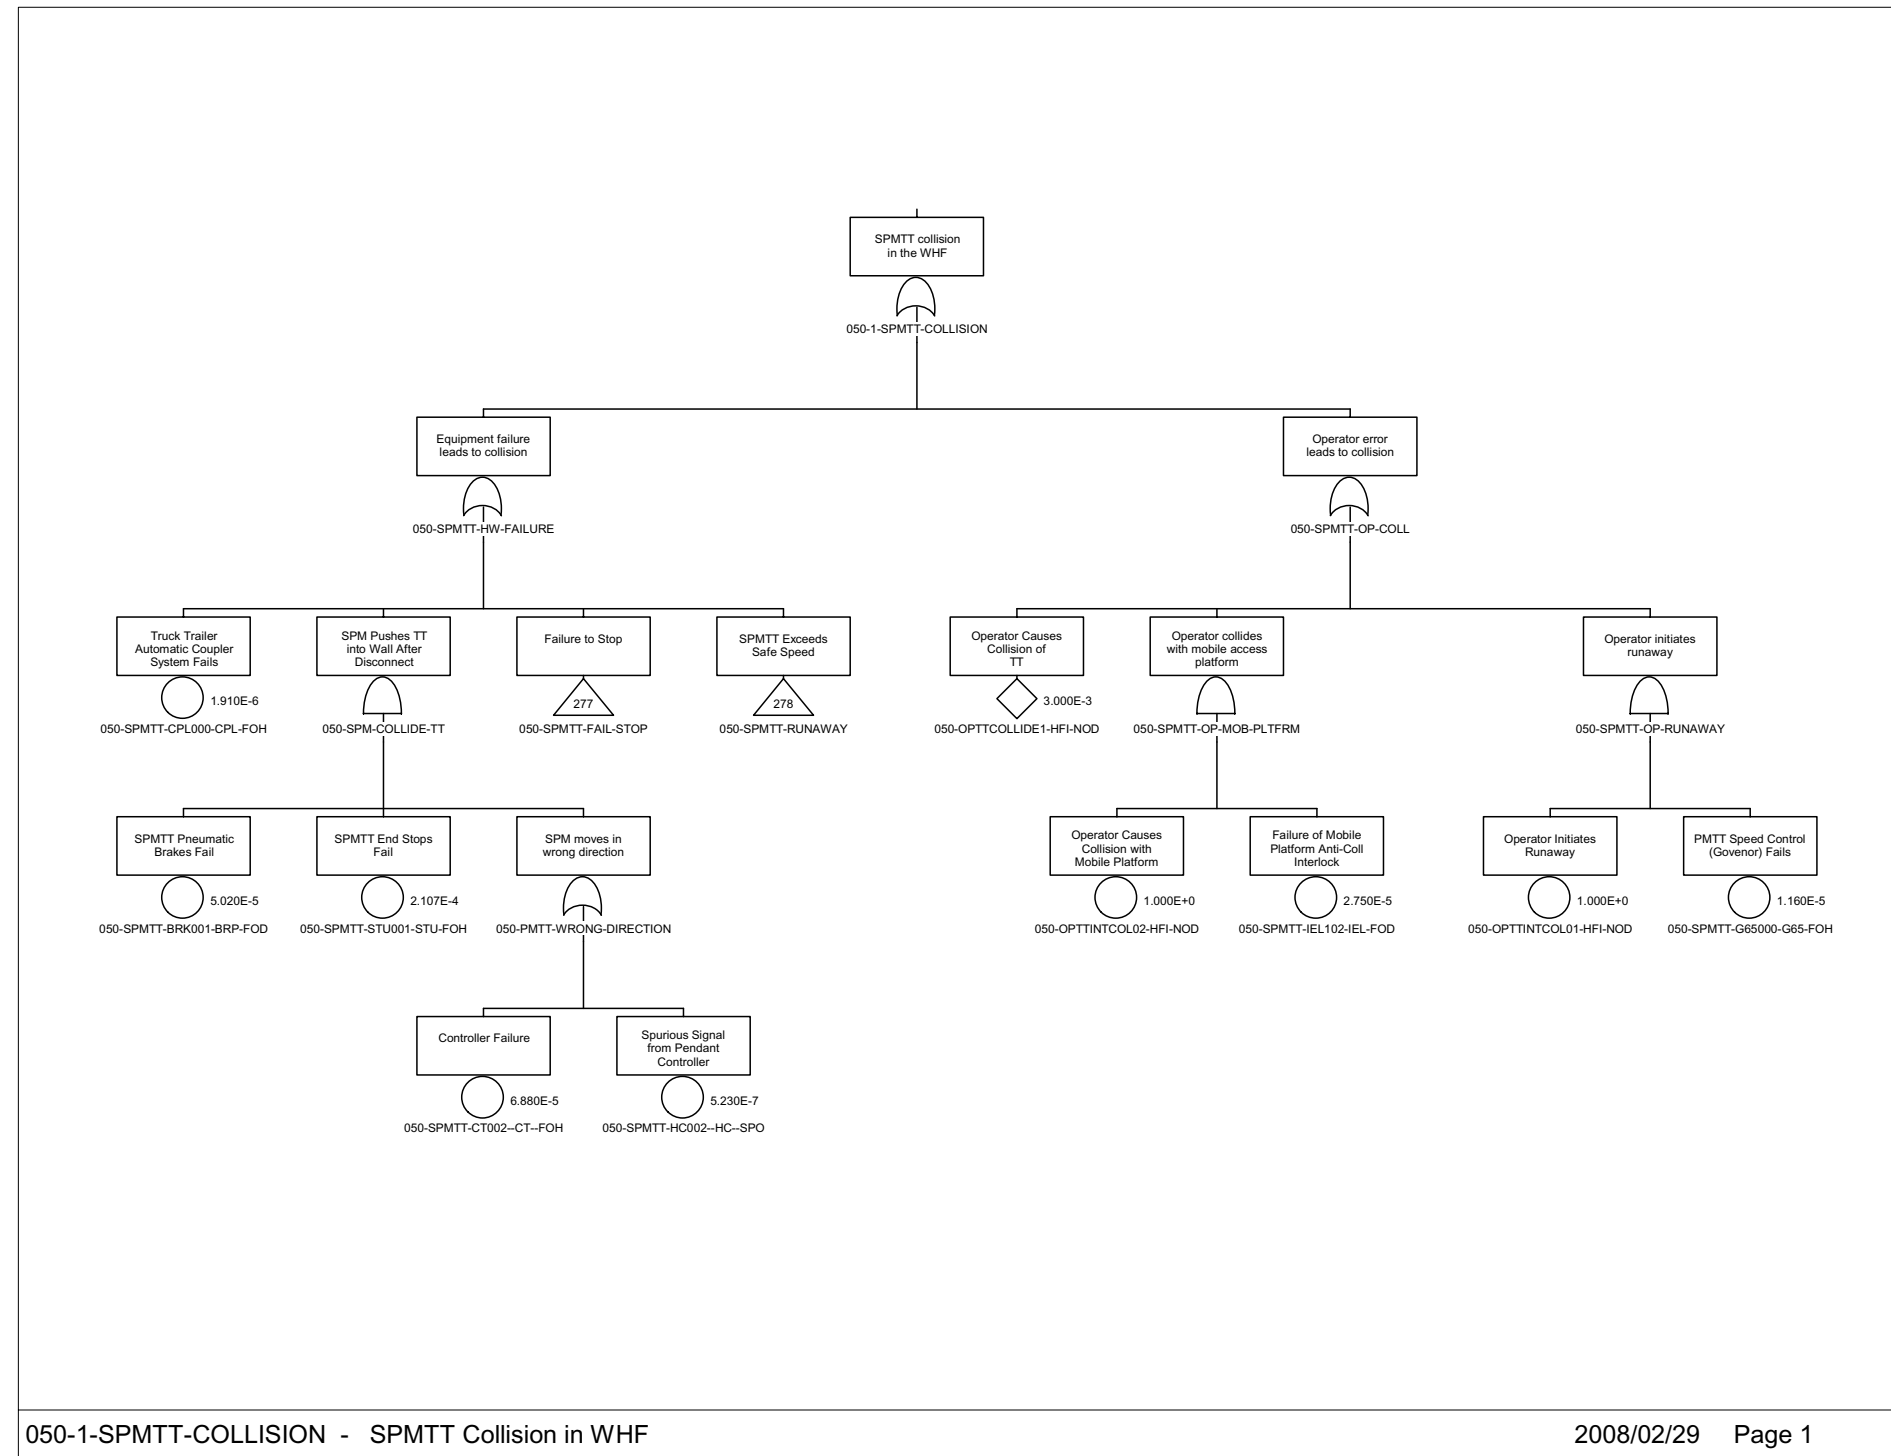 SPMTT collision
in the WHF
050-1-SPMTT-COLLISION
Equipment failure
leads to collision
050-SPMTT-HW-FAILURE
Operator error
leads to collision
050-SPMTT-OP-COLL
Truck Trailer
Automatic Coupler
System Fails
1.910E-6
050-SPMTT-CPL000-CPL-FOH
SPM Pushes TT
into Wall After
Disconnect
050-SPM-COLLIDE-TT
Failure to Stop
277
050-SPMTT-FAIL-STOP
SPMTT Exceeds
Safe Speed
278
050-SPMTT-RUNAWAY
Operator Causes
Collision of
TT
3.000E-3
050-OPTTCOLLIDE1-HFI-NOD
Operator collides
with mobile access
platform
050-SPMTT-OP-MOB-PLTFRM
Operator initiates
runaway
050-SPMTT-OP-RUNAWAY
SPMTT Pneumatic
Brakes Fail
5.020E-5
050-SPMTT-BRK001-BRP-FOD
SPMTT End Stops
Fail
2.107E-4
050-SPMTT-STU001-STU-FOH
SPM moves in
wrong direction
050-PMTT-WRONG-DIRECTION
Operator Causes
Collision with
Mobile Platform
1.000E+0
050-OPTTINTCOL02-HFI-NOD
Failure of Mobile
Platform Anti-Coll
Interlock
2.750E-5
050-SPMTT-IEL102-IEL-FOD
Operator Initiates
Runaway
1.000E+0
050-OPTTINTCOL01-HFI-NOD
PMTT Speed Control
(Govenor) Fails
1.160E-5
050-SPMTT-G65000-G65-FOH
Controller Failure
6.880E-5
050-SPMTT-CT002--CT--FOH
Spurious Signal
from Pendant
Controller
5.230E-7
050-SPMTT-HC002--HC--SPO
050-1-SPMTT-COLLISION - SPMTT Collision in WHF
2008/02/29 Page 1